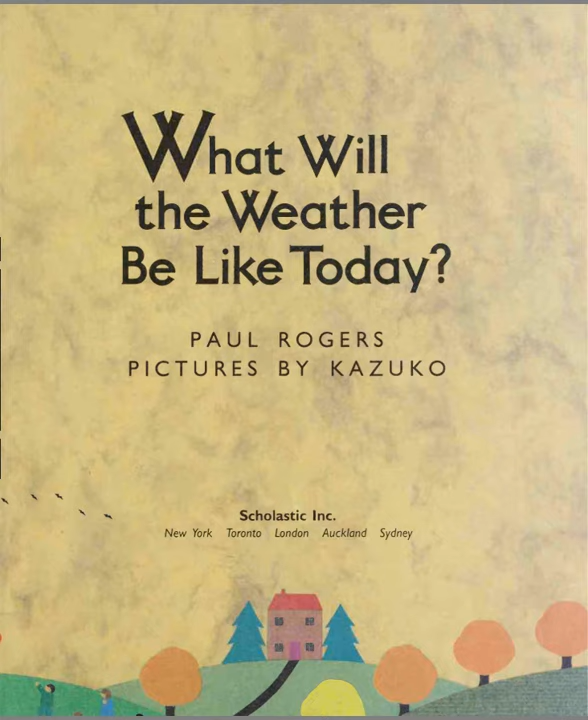 What Will
the Weather
Be Like Today?
PAUL ROGERS
PICTURES BY KAZUKO
Scholastic Inc.
New York Toronto London Auckland Sydney